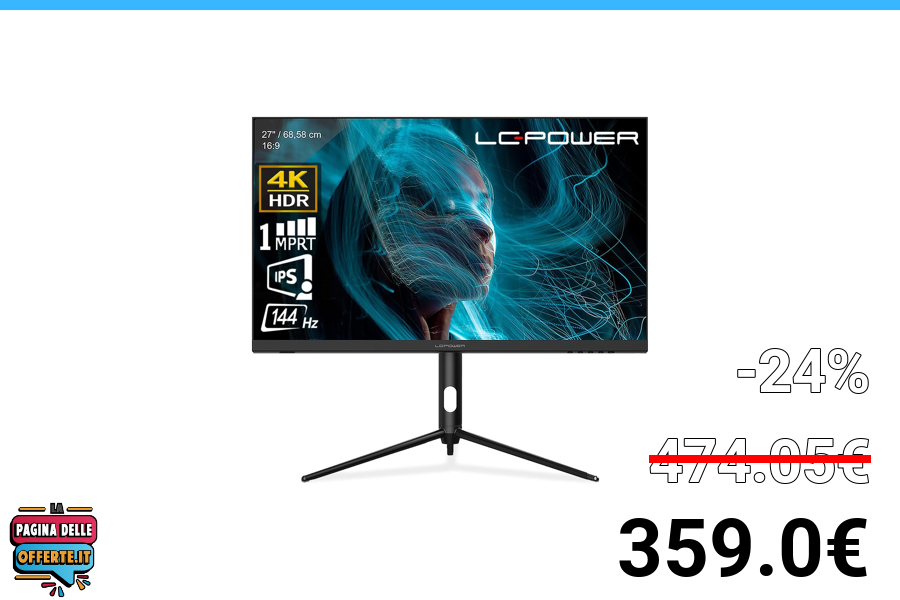 27" / 68,58 cm
16:9
LC-POWER
4K
HDR
1 MPRT
IPS
144 Hz
LC-POWER
-24%
474.05€
359.0€
LA
PAGINA DELLE
OFFERTE.IT